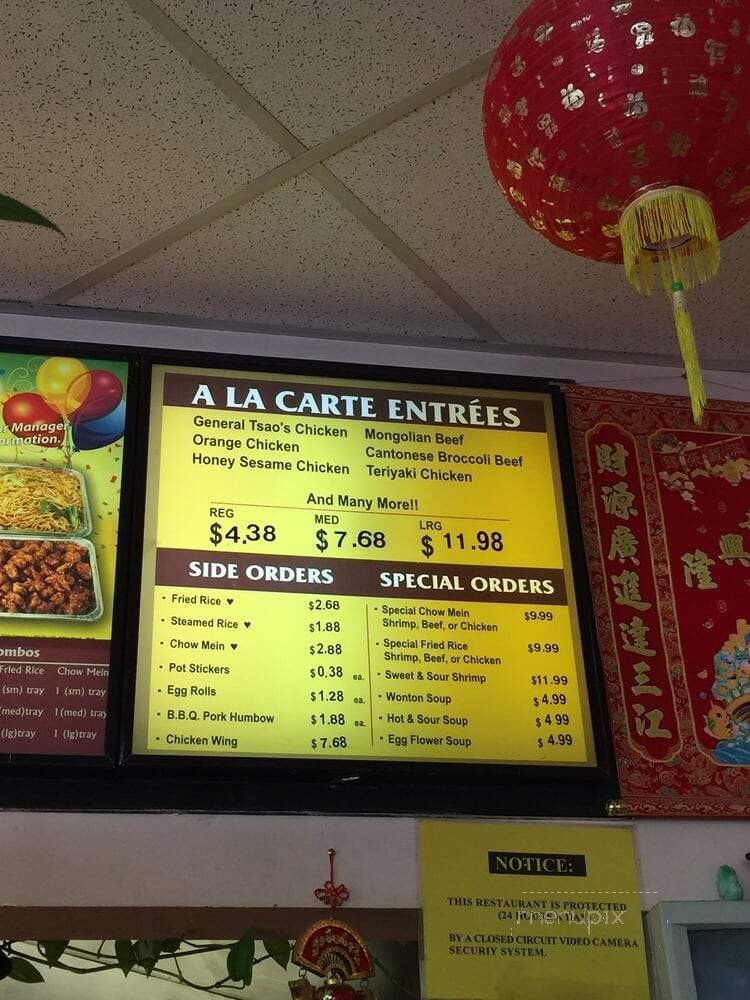 A LA CARTE ENTRÉES
General Tsao's Chicken
Orange Chicken
Honey Sesame Chicken
Mongolian Beef
Cantonese Broccoli Beef
Teriyaki Chicken
And Many More!!
REG MED LRG
$4.38 $7.68 $11.98
SIDE ORDERS
• Fried Rice ♥ $2.68
• Steamed Rice ♥ $1.88
• Chow Mein ♥ $2.88
• Pot Stickers $0.38 ea.
• Egg Rolls $1.28 ea.
• B.B.Q. Pork Humbow $1.88 ea.
• Chicken Wing $7.68
SPECIAL ORDERS
• Special Chow Mein $9.99
Shrimp, Beef, or Chicken
• Special Fried Rice $9.99
Shrimp, Beef, or Chicken
• Sweet & Sour Shrimp $11.99
• Wonton Soup $4.99
• Hot & Sour Soup $4 99
• Egg Flower Soup $4.99
r Manager
ormation.
ombos
Fried Rice Chow Mein
(sm) tray 1 (sm) tray
(med)tray 1(med) tray
(lg)tray 1 (lg)tray
財源廣進達三江
興
隆
NOTICE:
THIS RESTAURANT IS PROTECTED
(24 HOURS A DAY)
BY A CLOSED CIRCUIT VIDEO CAMERA
SECURIY SYSTEM.
menupix